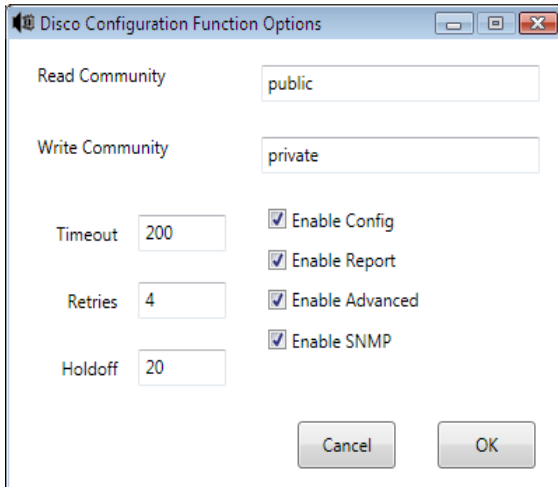 Disco Configuration Function Options
Read Community public
Write Community private
Timeout 200
Enable Config
Enable Report
Retries 4
Enable Advanced
Enable SNMP
Holdoff 20
Cancel OK